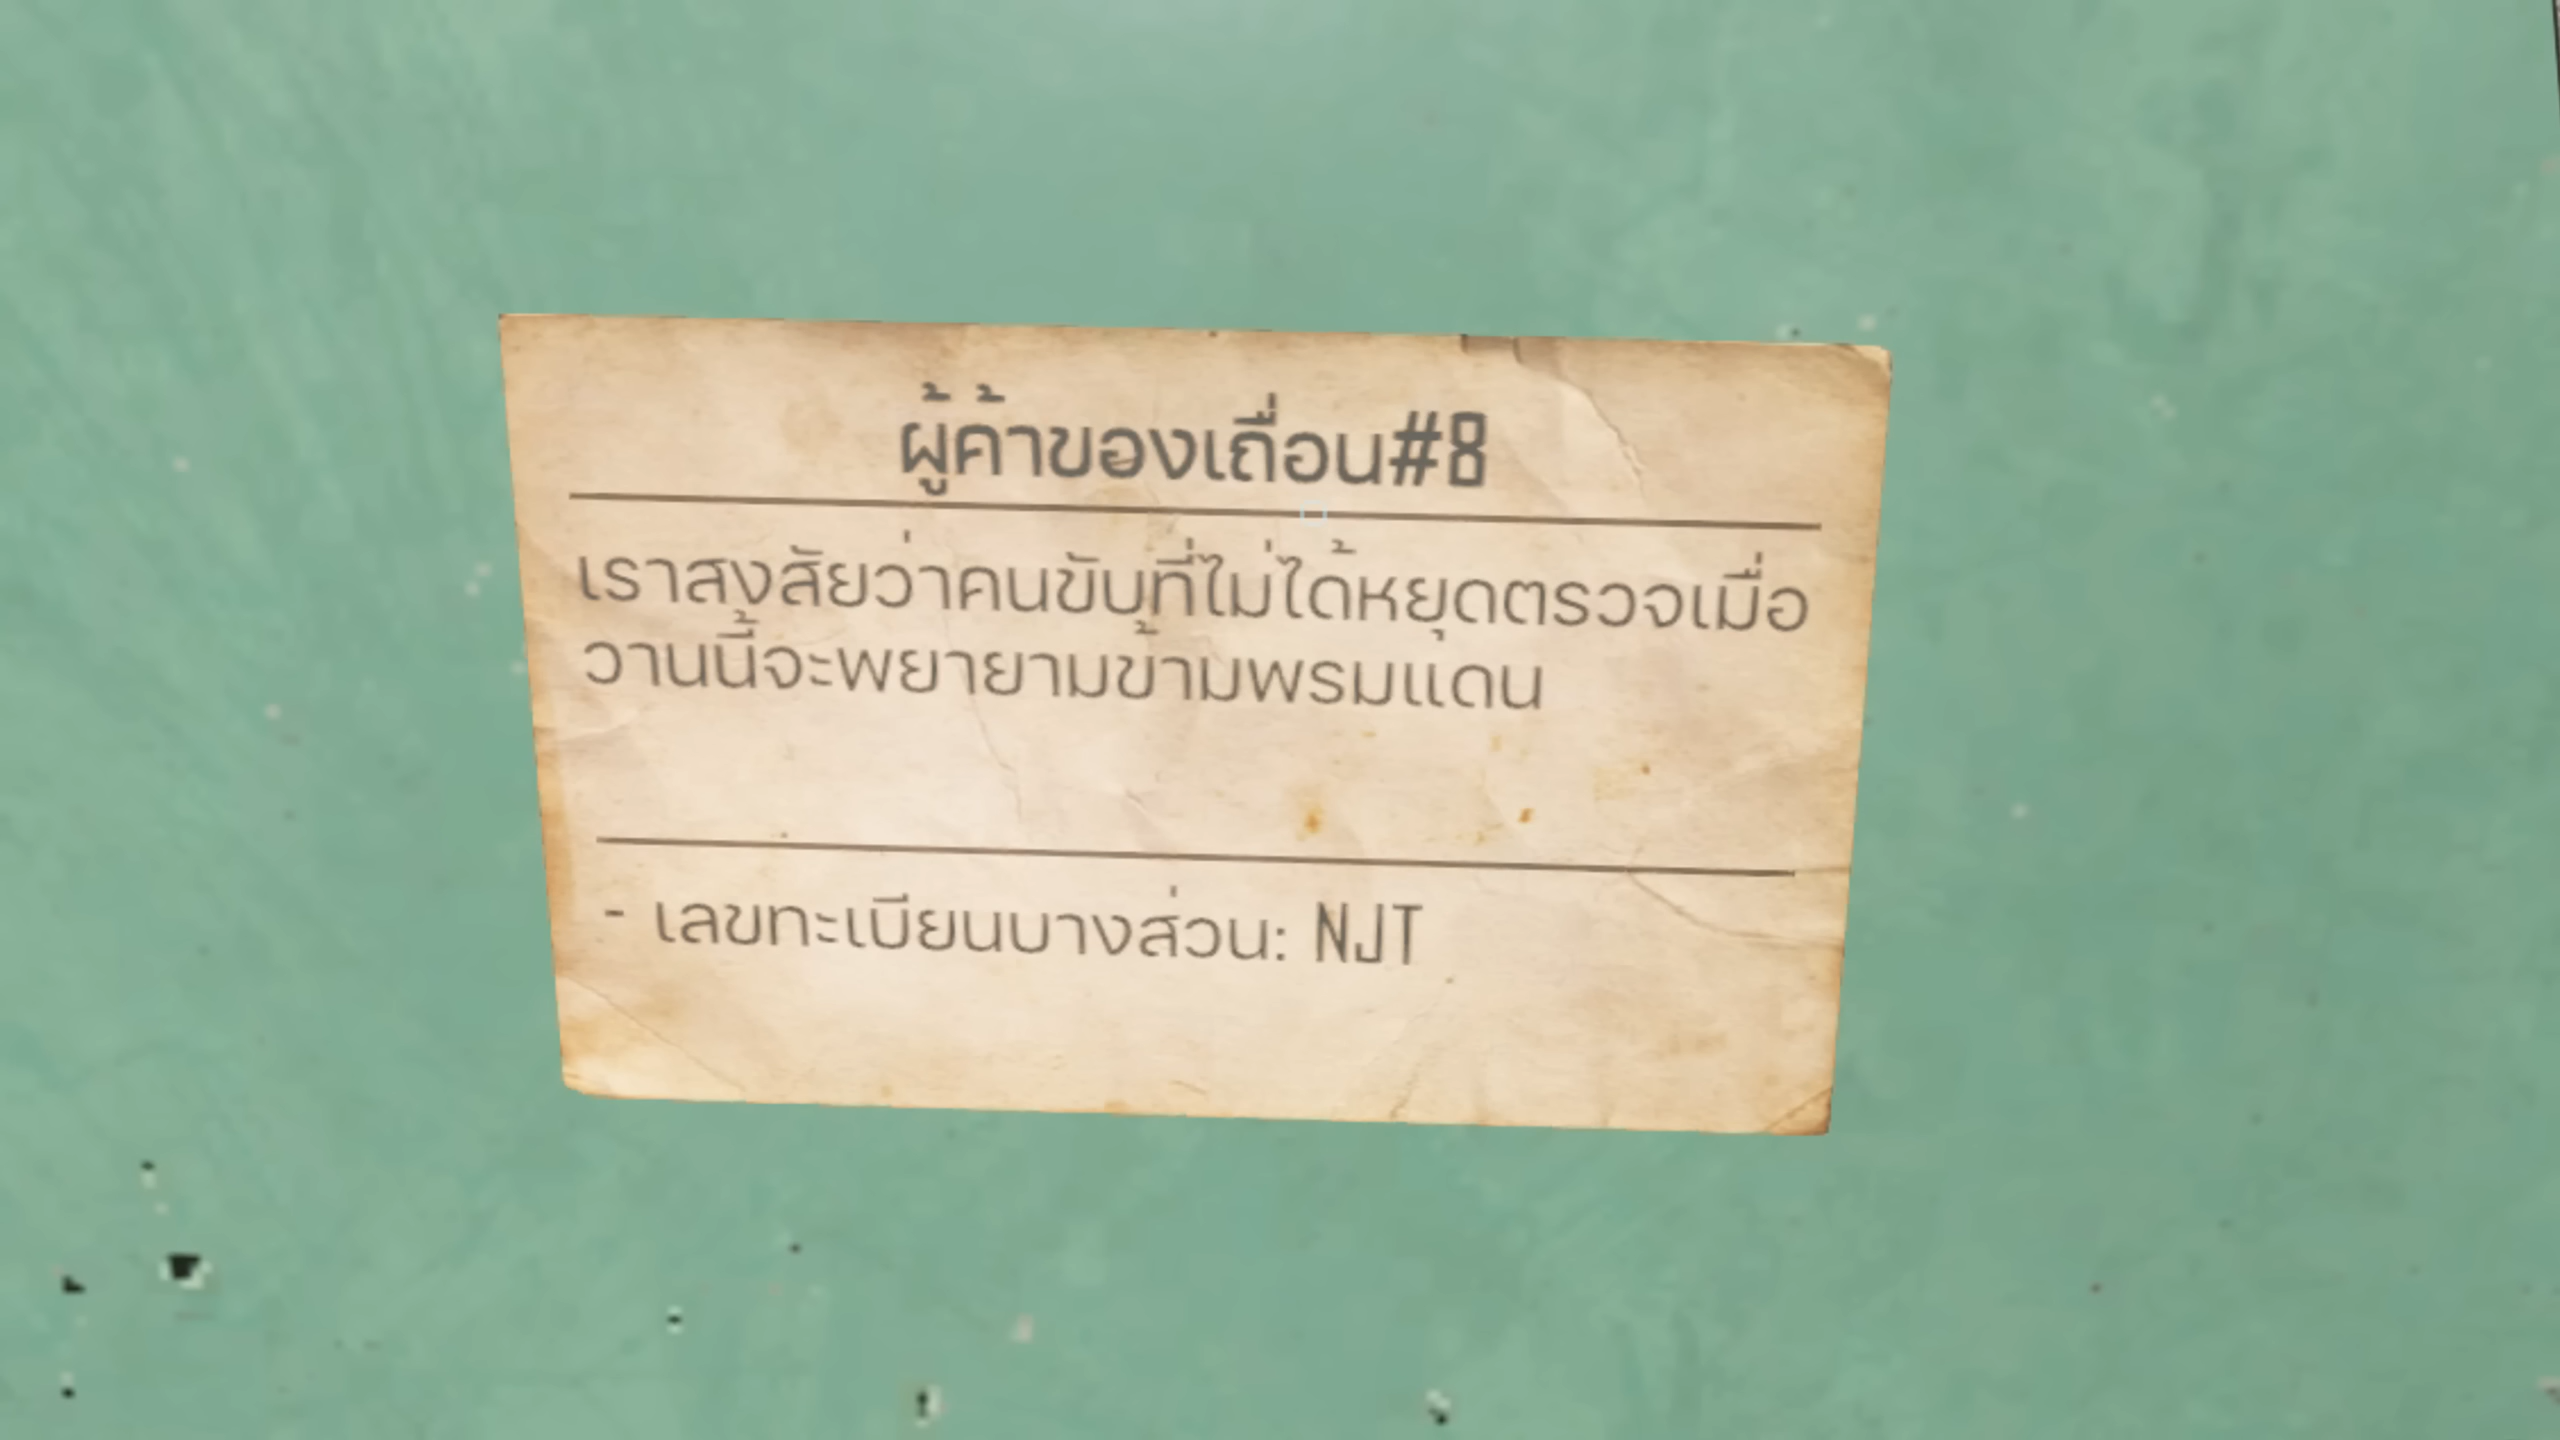 ผู้ค้าของเถื่อน#8
เราสงสัยว่าคนขับที่ไม่ได้หยุดตรวจเมื่อ
วานนี้จะพยายามข้ามพรมแดน
- เลขทะเบียนบางส่วน: NJT